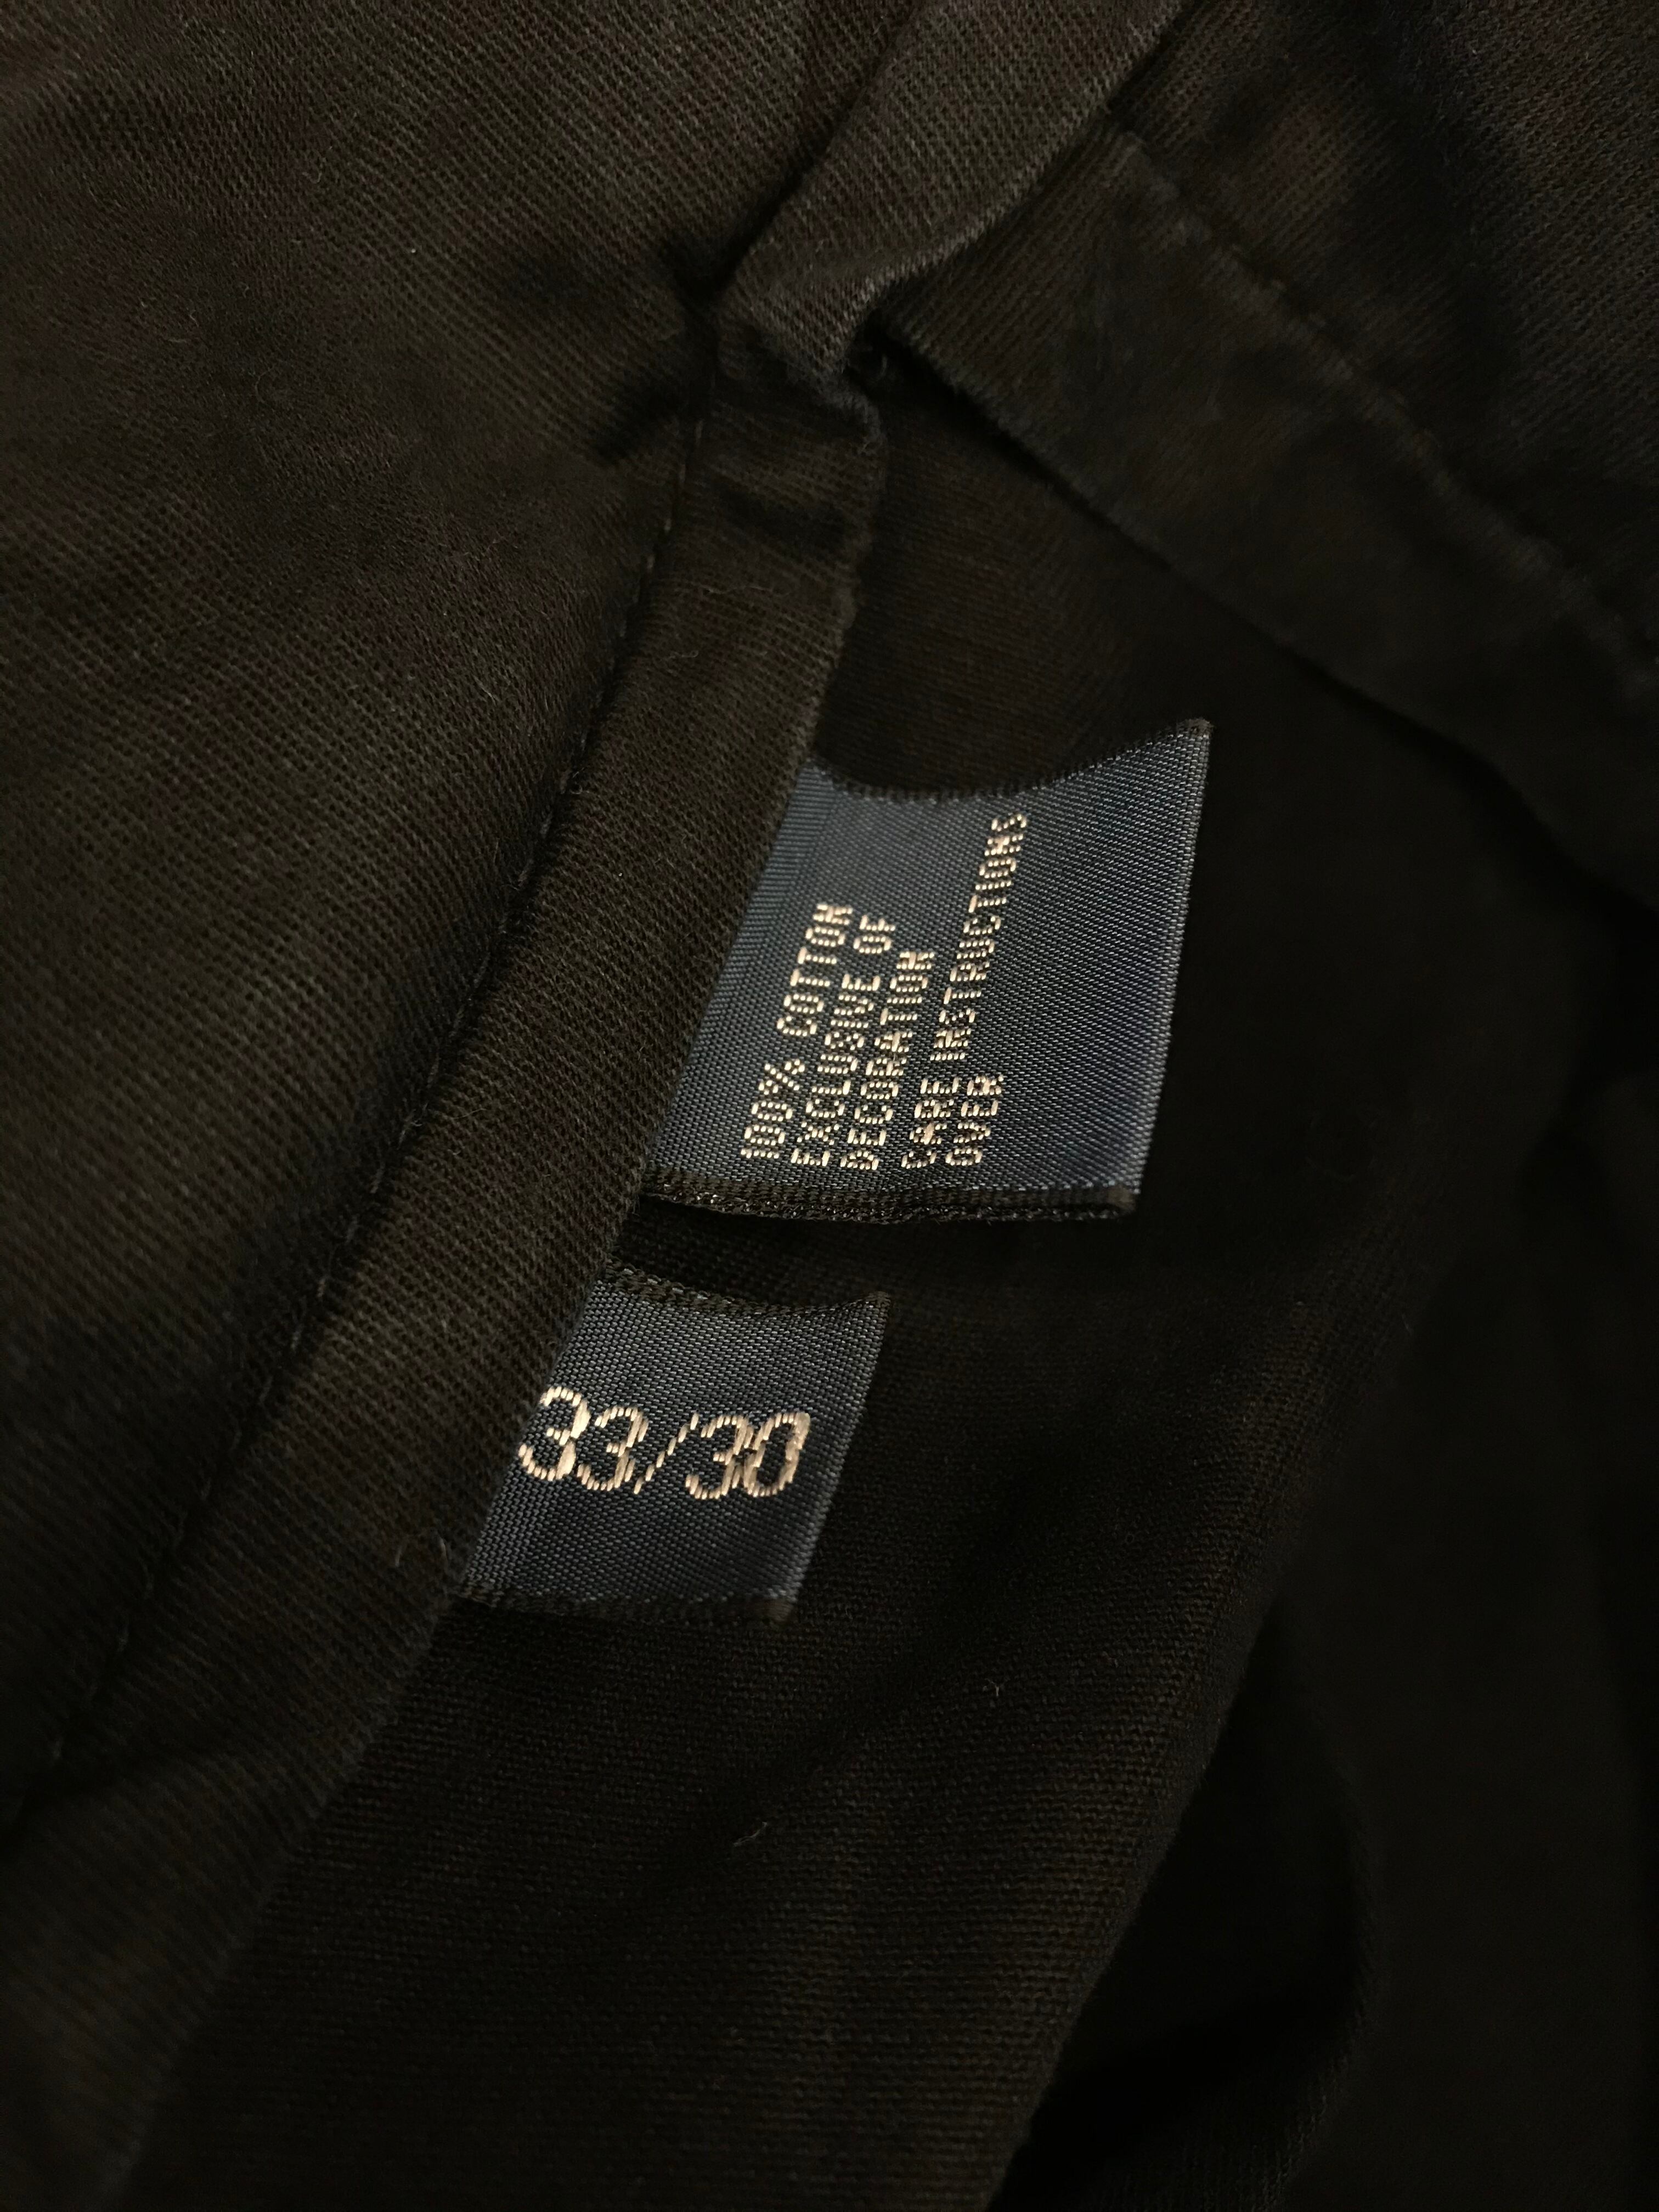 100% COTTON
EXCLUSIVE OF
DECORATION
CARE INSTRUCTIONS
OVER
33/30